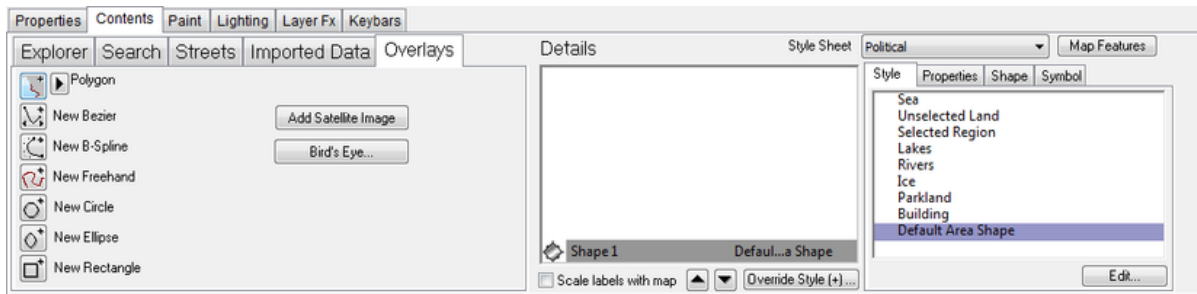 Properties Contents Paint Lighting Layer Fx Keybars
Explorer Search Streets Imported Data Overlays
Polygon
New Bezier
New B-Spline
New Freehand
New Circle
New Ellipse
New Rectangle
Add Satellite Image
Bird's Eye...
Details
Style Sheet Political Map Features
Shape 1 Defaul...a Shape
Scale labels with map Override Style (+) ...
Style Properties Shape Symbol
Sea
Unselected Land
Selected Region
Lakes
Rivers
Ice
Parkland
Building
Default Area Shape
Edit...